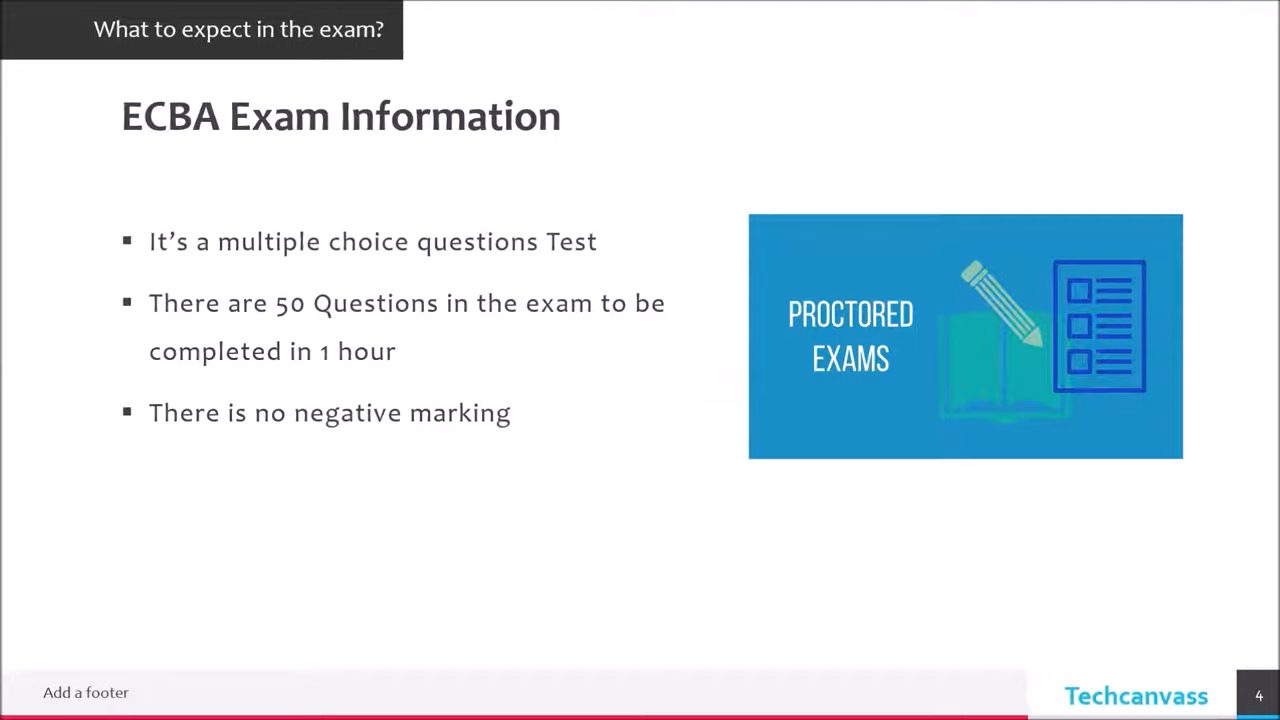 What to expect in the exam?
ECBA Exam Information
▪ It’s a multiple choice questions Test
▪ There are 50 Questions in the exam to be
completed in 1 hour
▪ There is no negative marking
PROCTORED
EXAMS
Add a footer
Techcanvass
4